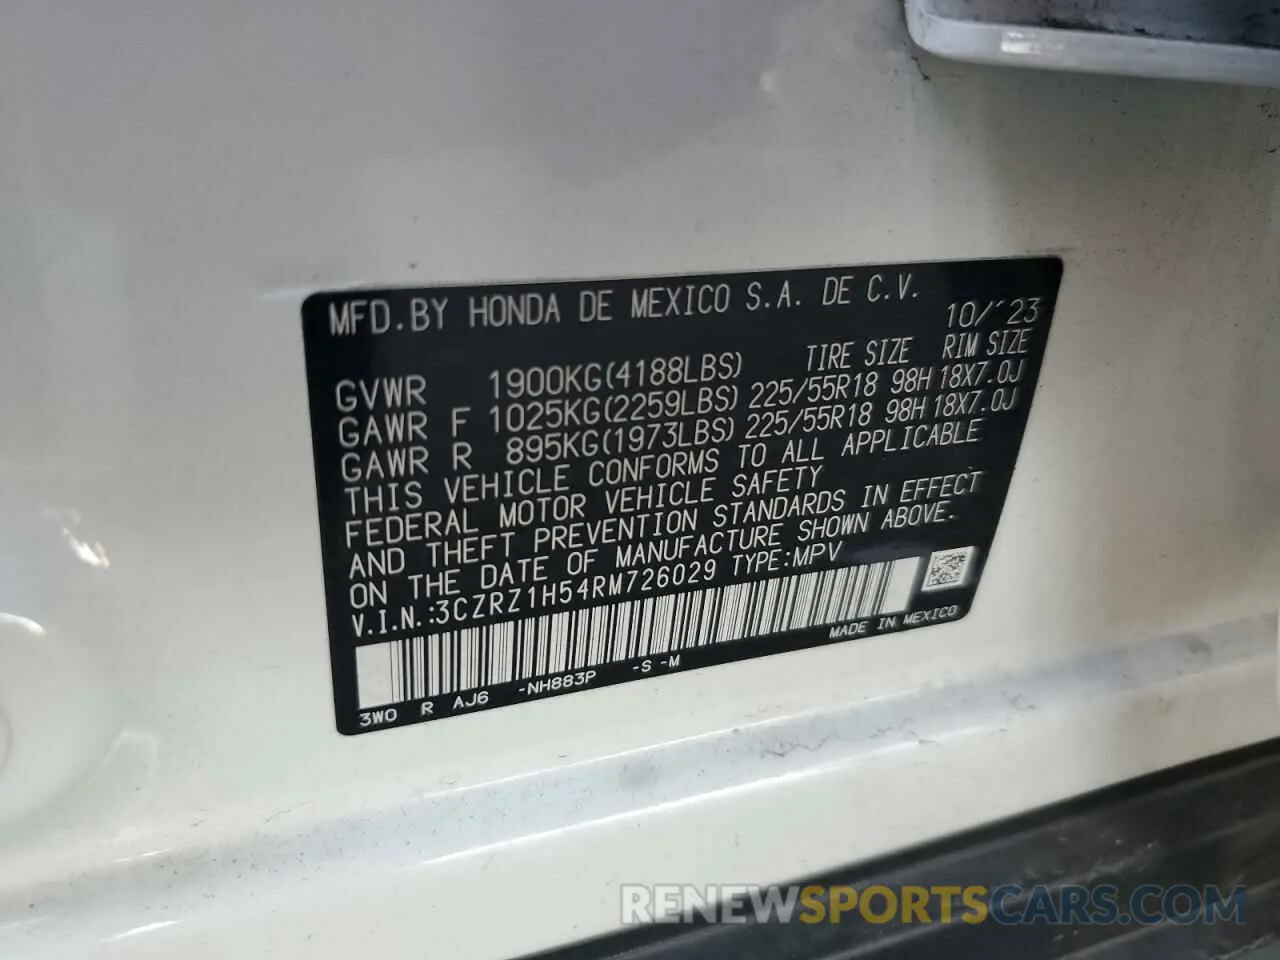 MFD.BY HONDA DE MEXICO S.A. DE C.V.
10/´23
TIRE SIZE RIM SIZE
GVWR 1900KG(4188LBS)
GAWR F 1025KG(2259LBS) 225/55R18 98H 18X7.0J
GAWR R 895KG(1973LBS) 225/55R18 98H 18X7.0J
THIS VEHICLE CONFORMS TO ALL APPLICABLE
FEDERAL MOTOR VEHICLE SAFETY
AND THEFT PREVENTION STANDARDS IN EFFECT
ON THE DATE OF MANUFACTURE SHOWN ABOVE.
V.I.N.:3CZRZ1H54RM726029 TYPE:MPV
MADE IN MEXICO
3WO R AJ6 -NH883P -S -M
RENEWSPORTSCARS.COM